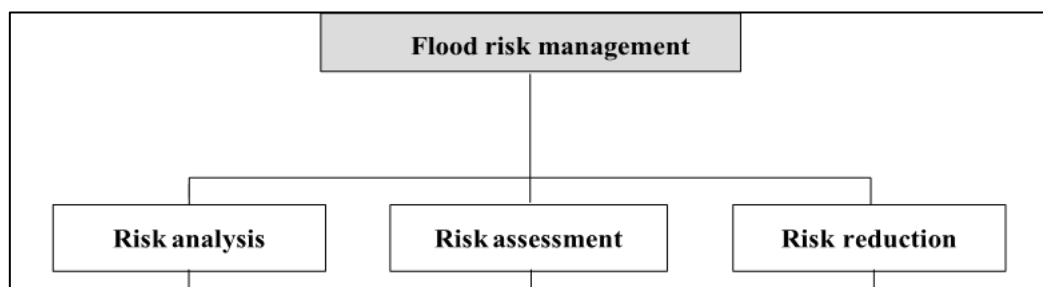 Flood risk management
Risk analysis
Risk assessment
Risk reduction